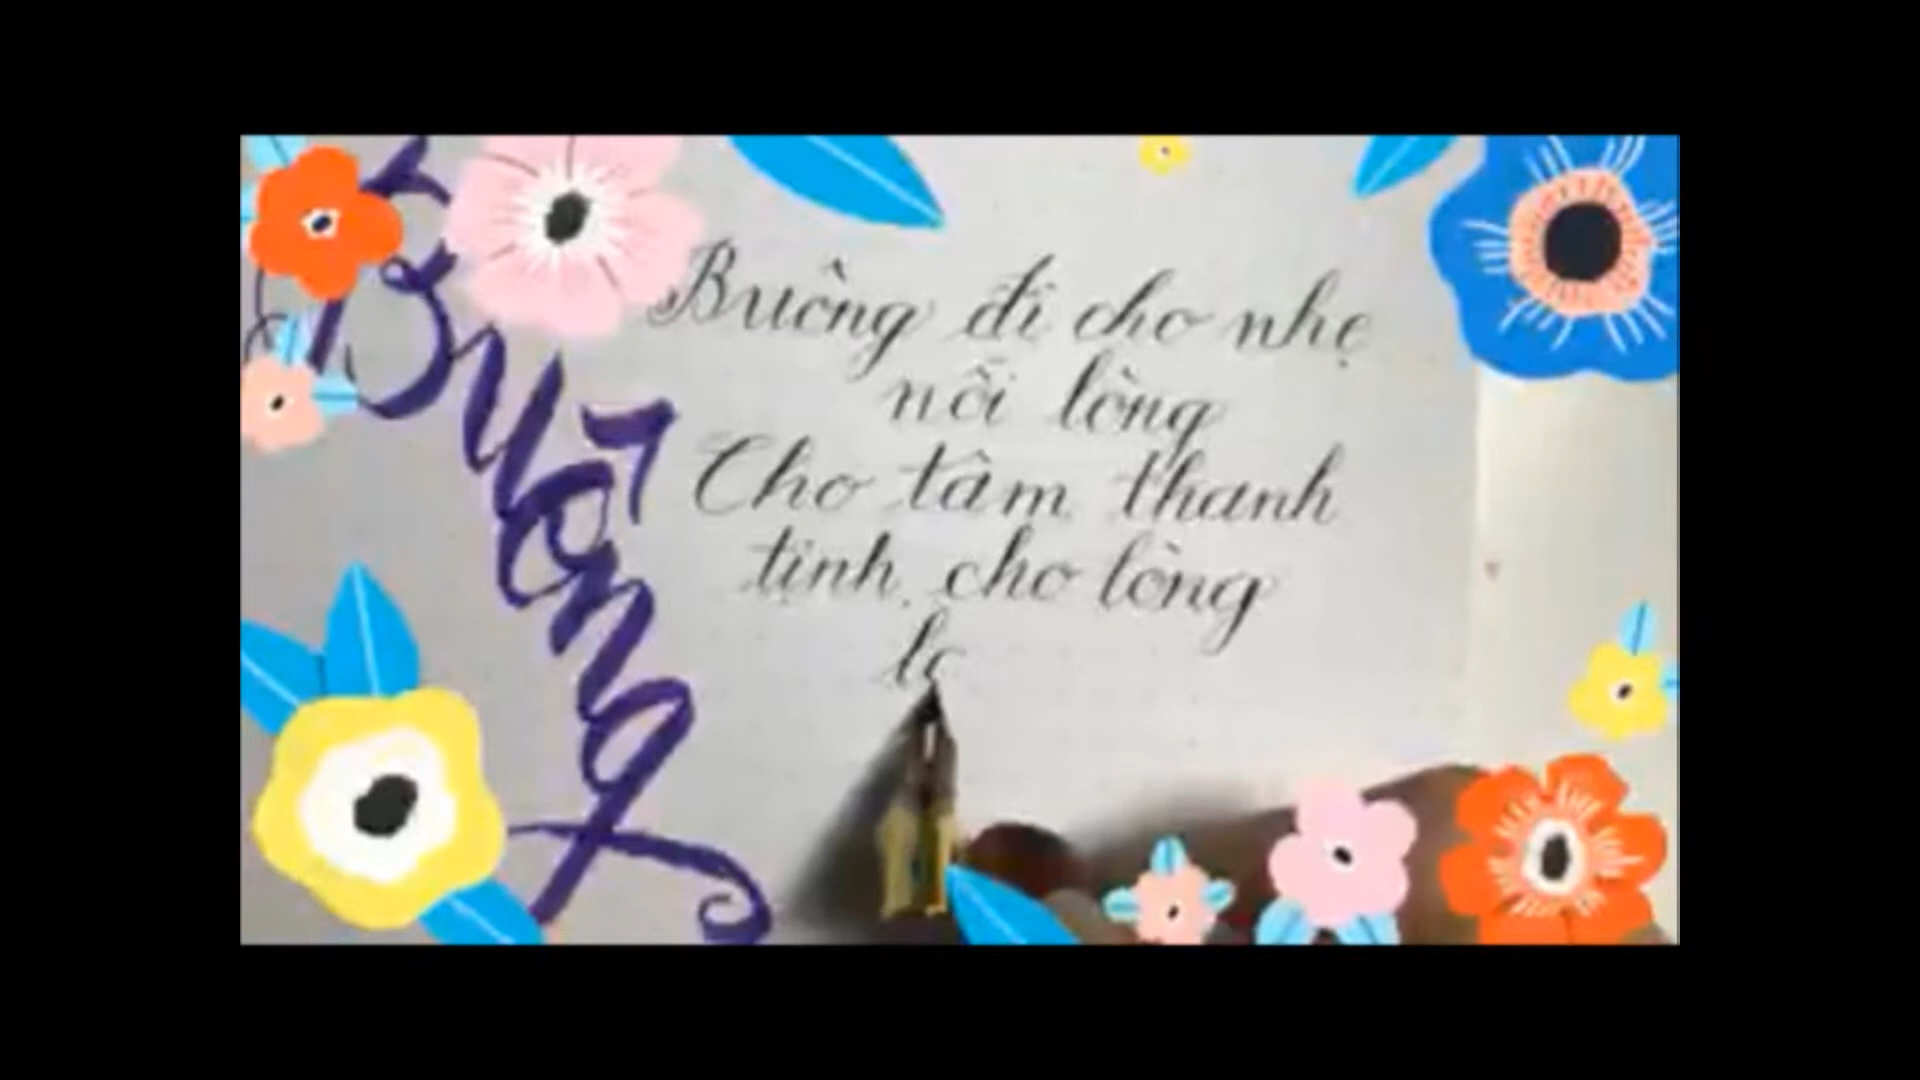 Buông
Buông đi cho nhẹ
nỗi lòng
Cho tâm thanh
tịnh, cho lòng